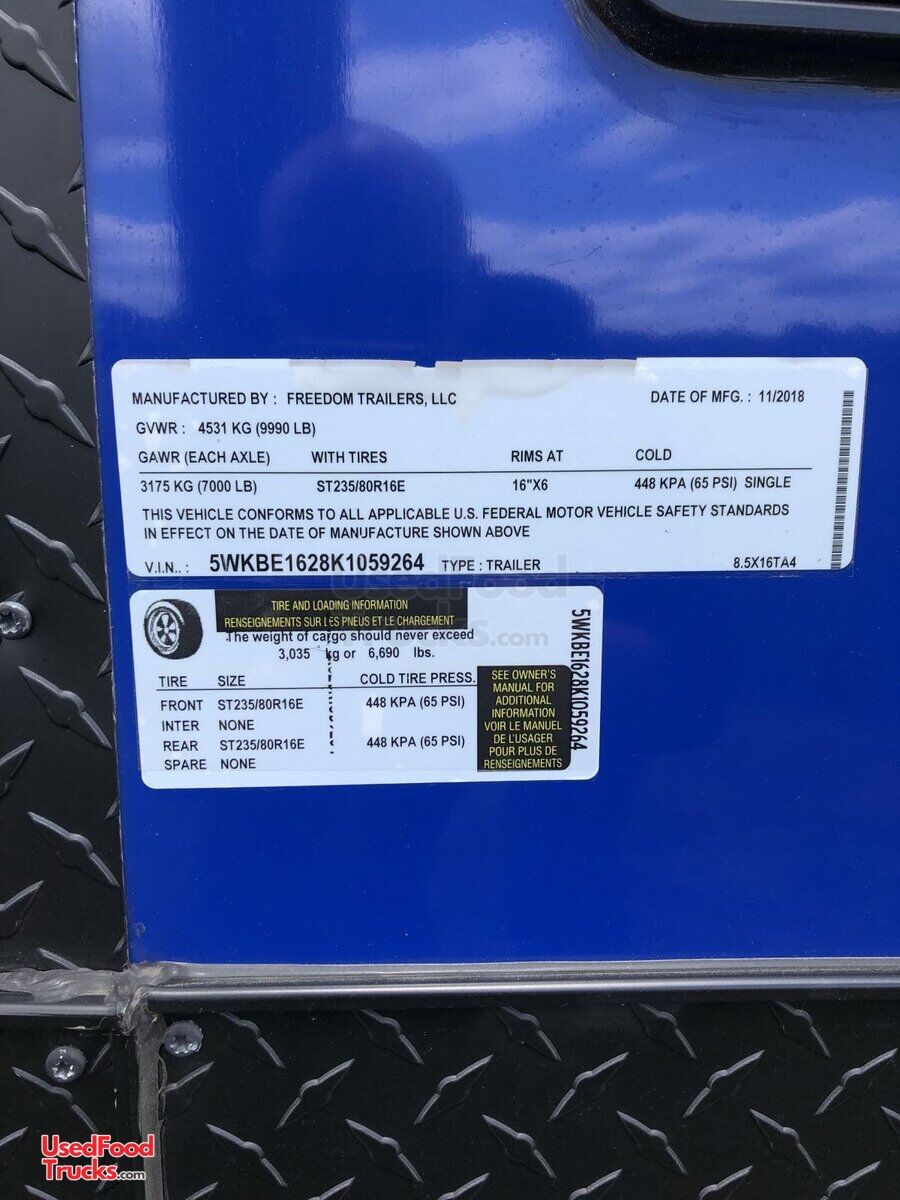 MANUFACTURED BY : FREEDOM TRAILERS, LLC DATE OF MFG. : 11/2018
GVWR : 4531 KG (9990 LB)
GAWR (EACH AXLE) WITH TIRES RIMS AT COLD
3175 KG (7000 LB) ST235/80R16E 16"X6 448 KPA (65 PSI) SINGLE
THIS VEHICLE CONFORMS TO ALL APPLICABLE U.S. FEDERAL MOTOR VEHICLE SAFETY STANDARDS
IN EFFECT ON THE DATE OF MANUFACTURE SHOWN ABOVE
V.I.N.. : 5WKBE1628K1059264 TYPE : TRAILER 8.5X16TA4
UsedFood
Trucks.com
TIRE AND LOADING INFORMATION
RENSEIGNEMENTS SUR LES PNEUS ET LE CHARGEMENT
The weight of cargo should never exceed
3,035 kg or 6,690 lbs.
TIRE SIZE COLD TIRE PRESS.
FRONT ST235/80R16E 448 KPA (65 PSI)
INTER NONE
REAR ST235/80R16E 448 KPA (65 PSI)
SPARE NONE
SEE OWNER'S
MANUAL FOR
ADDITIONAL
INFORMATION
VOIR LE MANUEL
DE L'USAGER
POUR PLUS DE
RENSEIGNEMENTS
5WKBE1628K1059264
UsedFood
Trucks.com